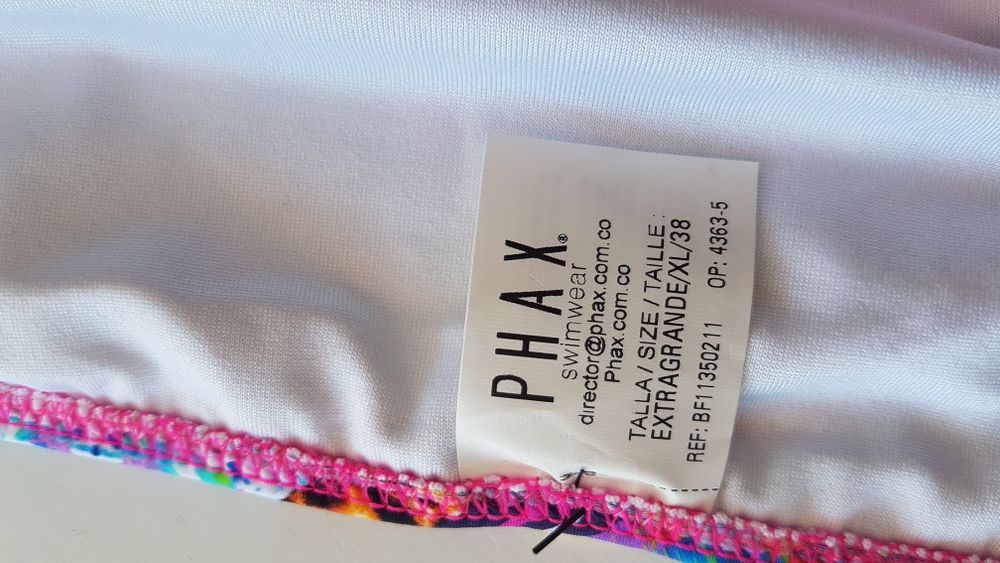 PHAX®
swimwear
director@phax.com.co
Phax.com.co
TALLA / SIZE / TAILLE :
EXTRAGRANDE/XL/38
REF: BF11350211 OP: 4363-5